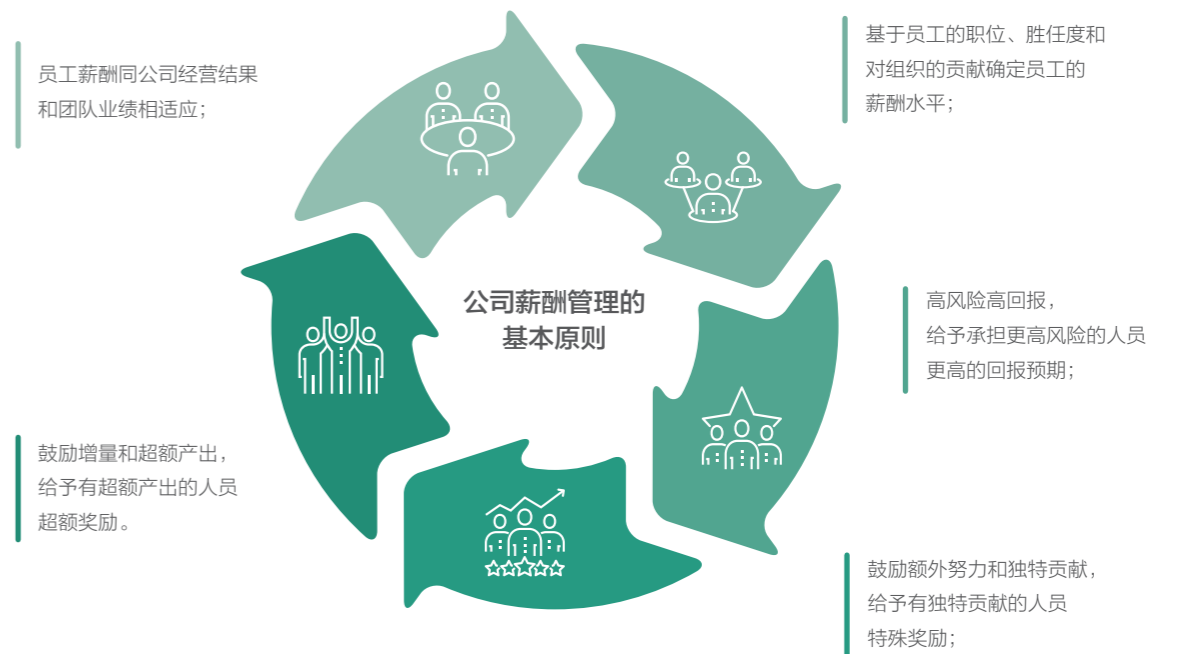 员工薪酬同公司经营结果
和团队业绩相适应；
基于员工的职位、胜任度和
对组织的贡献确定员工的
薪酬水平；
公司薪酬管理的
基本原则
高风险高回报，
给予承担更高风险的人员
更高的回报预期；
鼓励增量和超额产出，
给予有超额产出的人员
超额奖励。
鼓励额外努力和独特贡献，
给予有独特贡献的人员
特殊奖励；